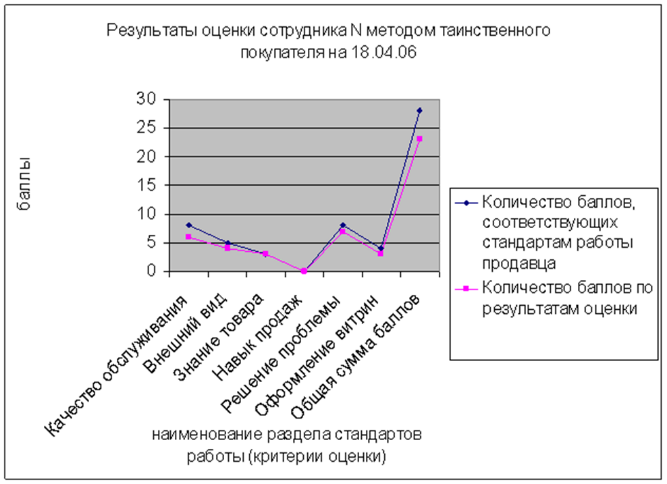 Результаты оценки сотрудника N методом таинственного
покупателя на 18.04.06
баллы
30
25
20
15
10
5
0
Качество обслуживания
Внешний вид
Знание товара
Навык продаж
Решение проблемы
Оформление витрин
Общая сумма баллов
наименование раздела стандартов
работы (критерии оценки)
Количество баллов,
соответствующих
стандартам работы
продавца
Количество баллов по
результатам оценки